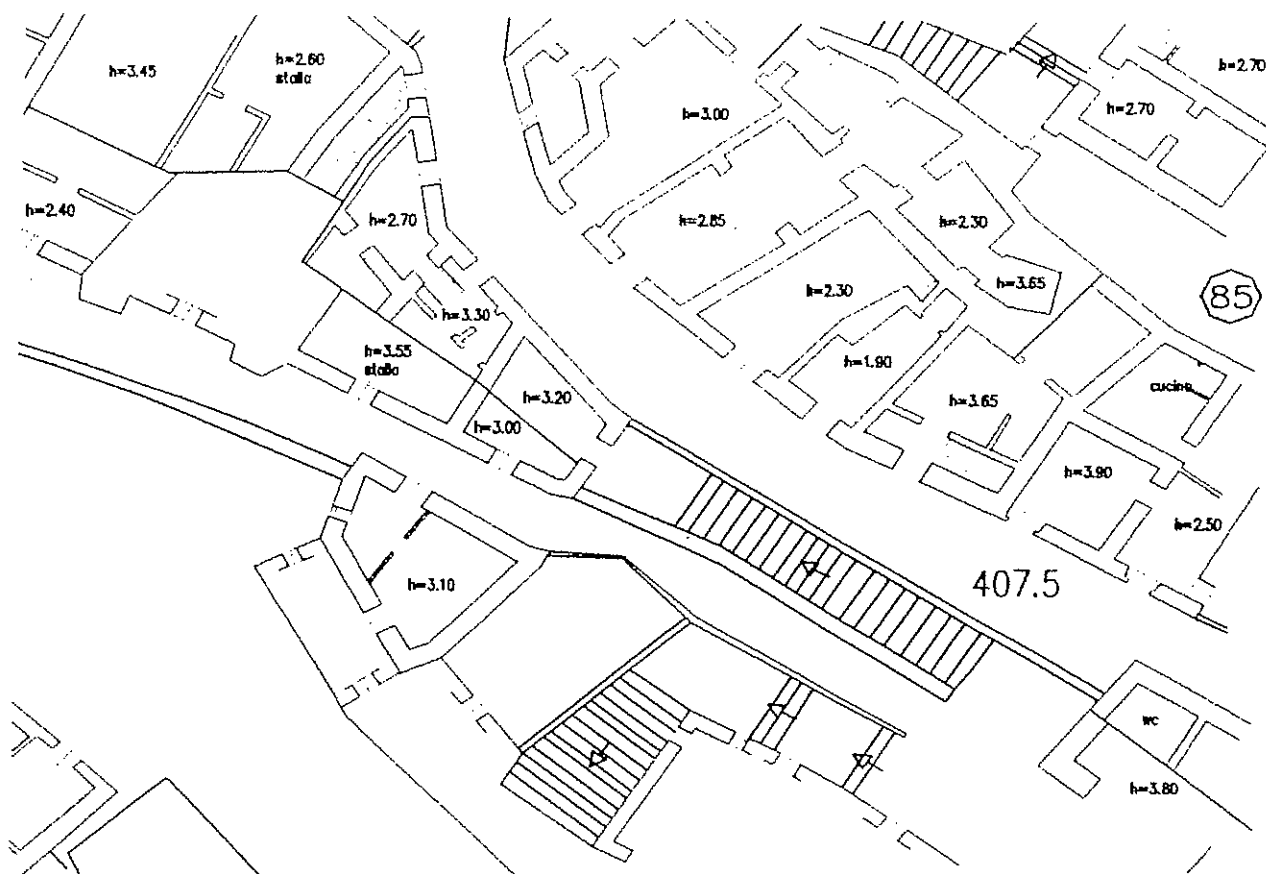 h=3.45
h=2.60
stalla
h=3.00
h=2.70
h=2.70
h=2.40
h=2.70
h=2.85
h=2.30
h=3.65
h=2.30
85
h=3.30
h=3.55
stalla
h=1.90
h=3.20
h=3.00
h=3.65
cucina
h=3.90
h=2.50
h=3.10
407.5
wc
h=3.80